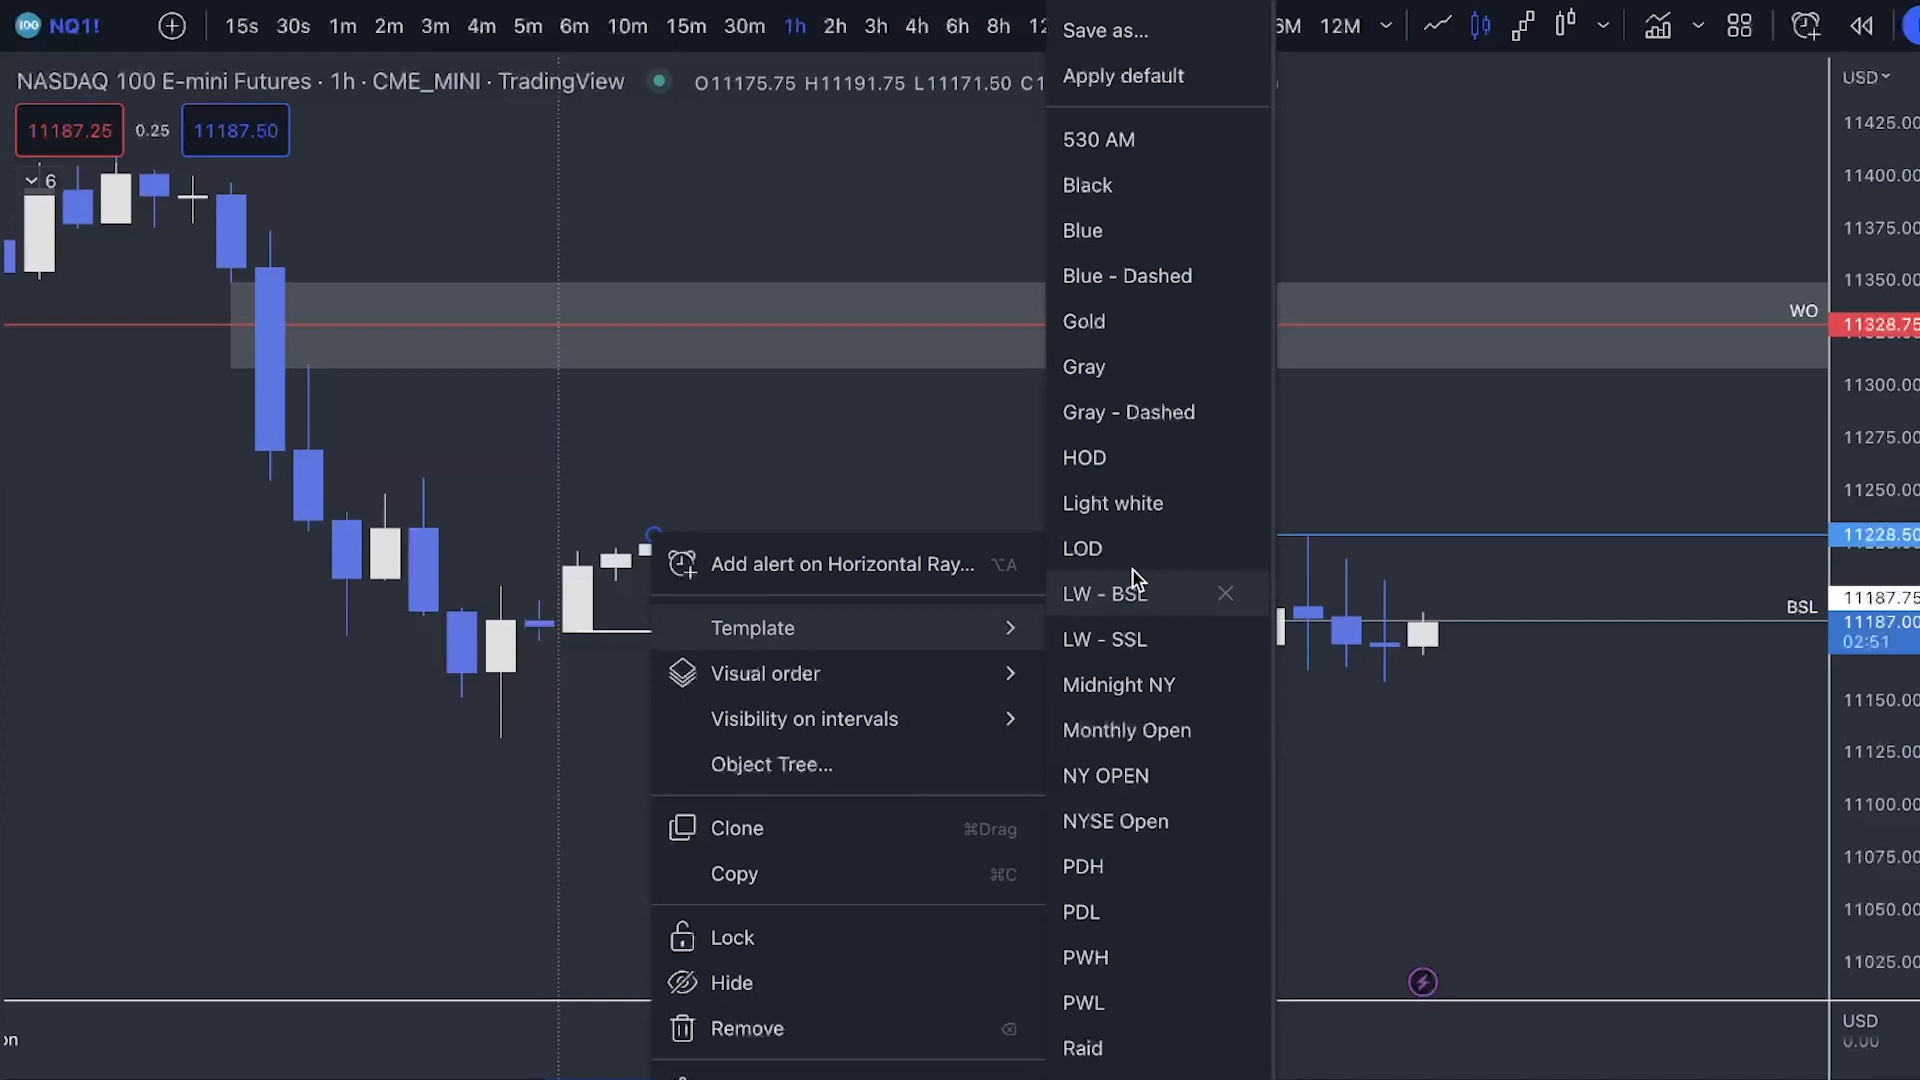 100 NQ1! 15s 30s 1m 2m 3m 4m 5m 6m 10m 15m 30m 1h 2h 3h 4h 6h 8h 12 6M 12M
NASDAQ 100 E-mini Futures · 1h · CME_MINI · TradingView O11175.75 H11191.75 L11171.50 C1
11187.25 0.25 11187.50
6
Save as...
Apply default
530 AM
Black
Blue
Blue - Dashed
Gold
Gray
Gray - Dashed
HOD
Light white
LOD
LW - BSL
LW - SSL
Midnight NY
Monthly Open
NY OPEN
NYSE Open
PDH
PDL
PWH
PWL
Raid
Add alert on Horizontal Ray... ⌥A
Template
Visual order
Visibility on intervals
Object Tree...
Clone ⌘Drag
Copy ⌘C
Lock
Hide
Remove
on
WO
BSL
USD
11425.00
11400.00
11375.00
11350.00
11328.75
11300.00
11275.00
11250.00
11228.50
11187.75
11187.00
02:51
11150.00
11125.00
11100.00
11075.00
11050.00
11025.00
USD
0.00